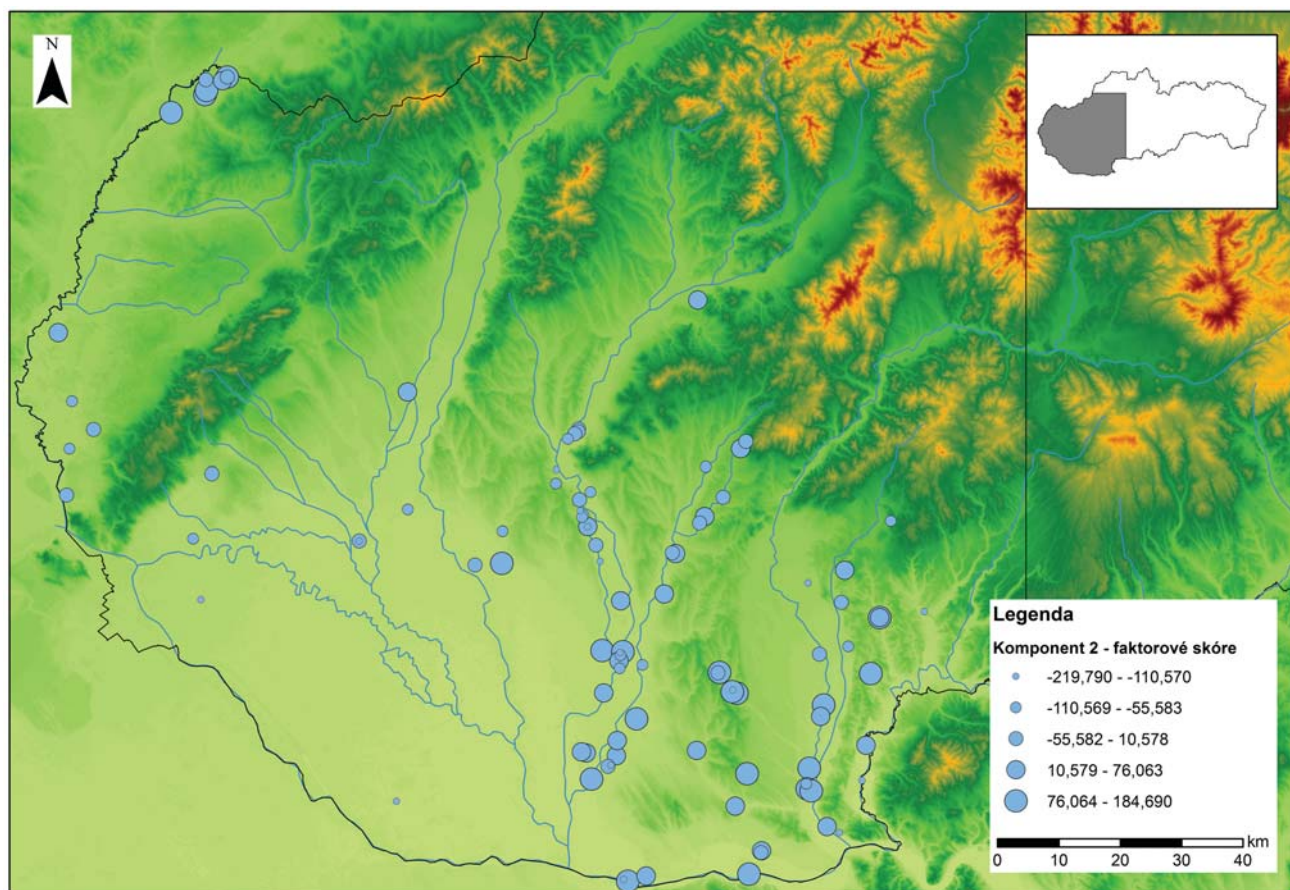 N
Legenda
Komponent 2 - faktorové skóre
-219,790 - -110,570
-110,569 - -55,583
-55,582 - 10,578
10,579 - 76,063
76,064 - 184,690
km
0 10 20 30 40